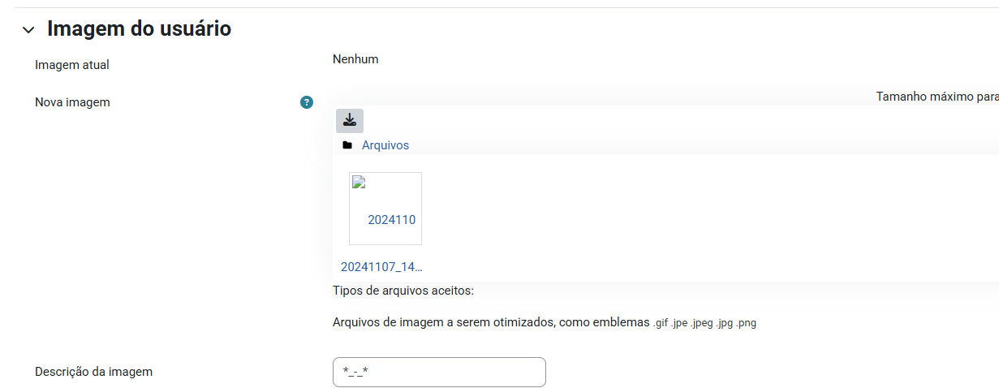 Imagem do usuário
Imagem atual
Nenhum
Nova imagem
?
Tamanho máximo para
Arquivos
2024110
20241107_14…
Tipos de arquivos aceitos:
Arquivos de imagem a serem otimizados, como emblemas .gif .jpe .jpeg .jpg .png
Descrição da imagem
*_-_*